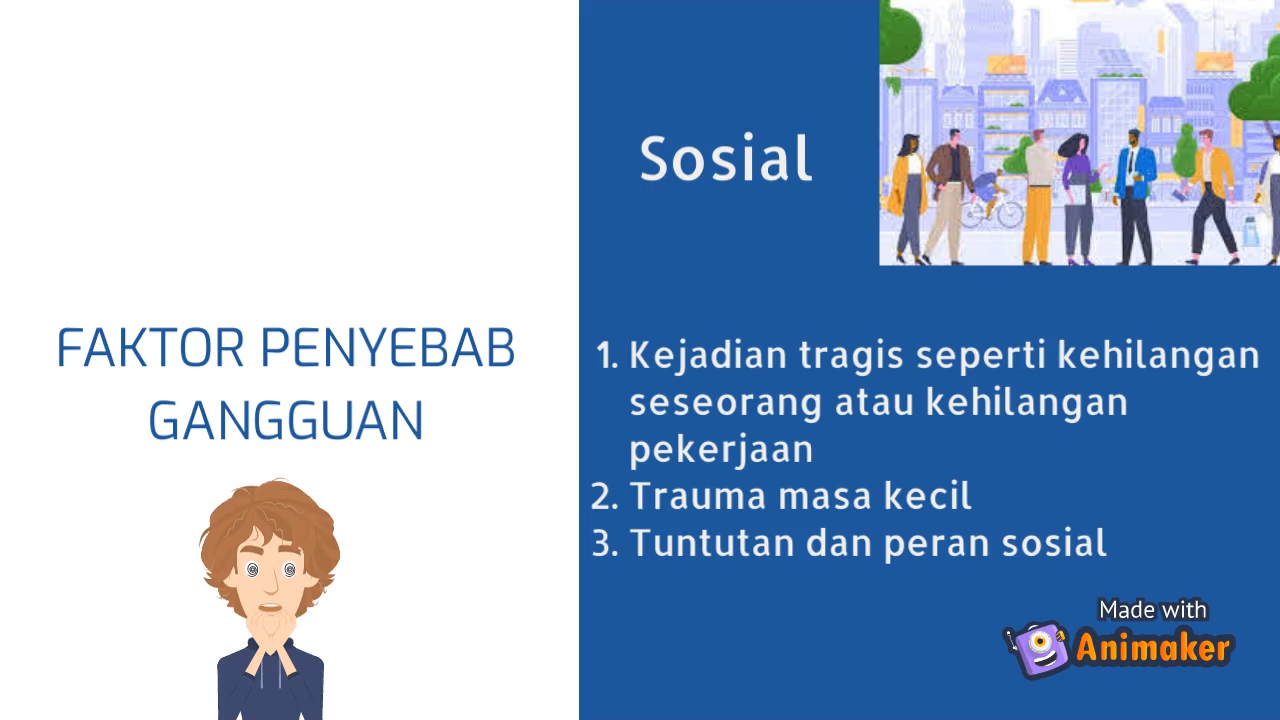 FAKTOR PENYEBAB
GANGGUAN
Sosial
1. Kejadian tragis seperti kehilangan
seseorang atau kehilangan
pekerjaan
2. Trauma masa kecil
3. Tuntutan dan peran sosial
Made with
Animaker